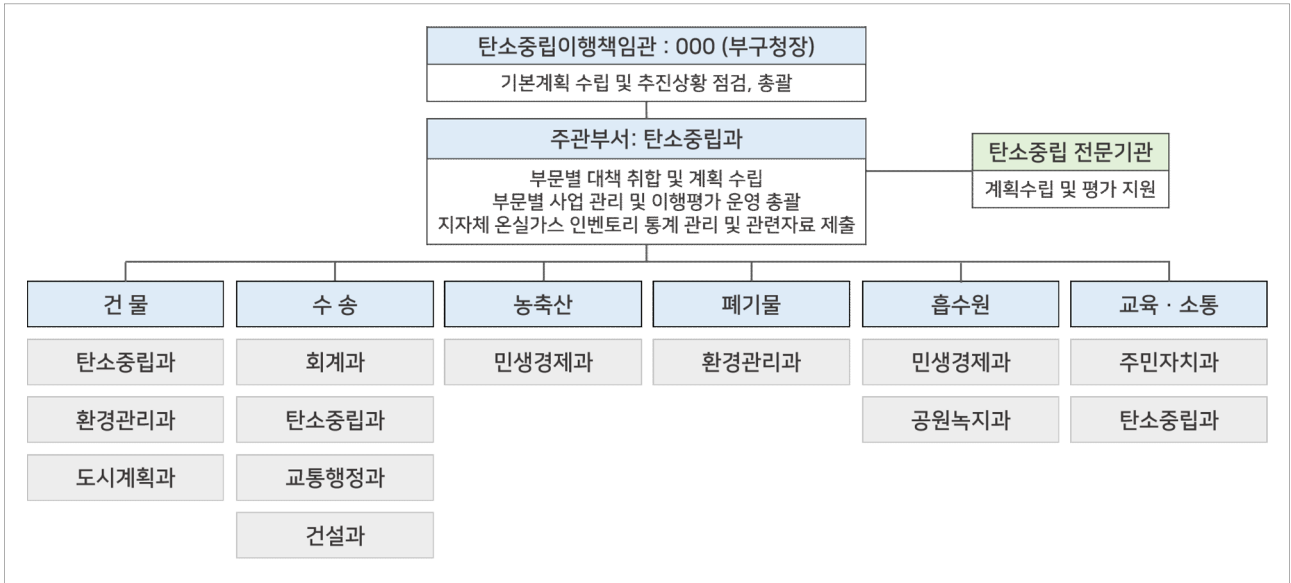 탄소중립이행책임관 : OOO (부구청장)
기본계획 수립 및 추진상황 점검, 총괄
주관부서: 탄소중립과
부문별 대책 취합 및 계획 수립
부문별 사업 관리 및 이행평가 운영 총괄
지자체 온실가스 인벤토리 통계 관리 및 관련자료 제출
탄소중립 전문기관
계획수립 및 평가 지원
건 물
탄소중립과
환경관리과
도시계획과
수 송
회계과
탄소중립과
교통행정과
건설과
농축산
민생경제과
폐기물
환경관리과
흡수원
민생경제과
공원녹지과
교육 · 소통
주민자치과
탄소중립과